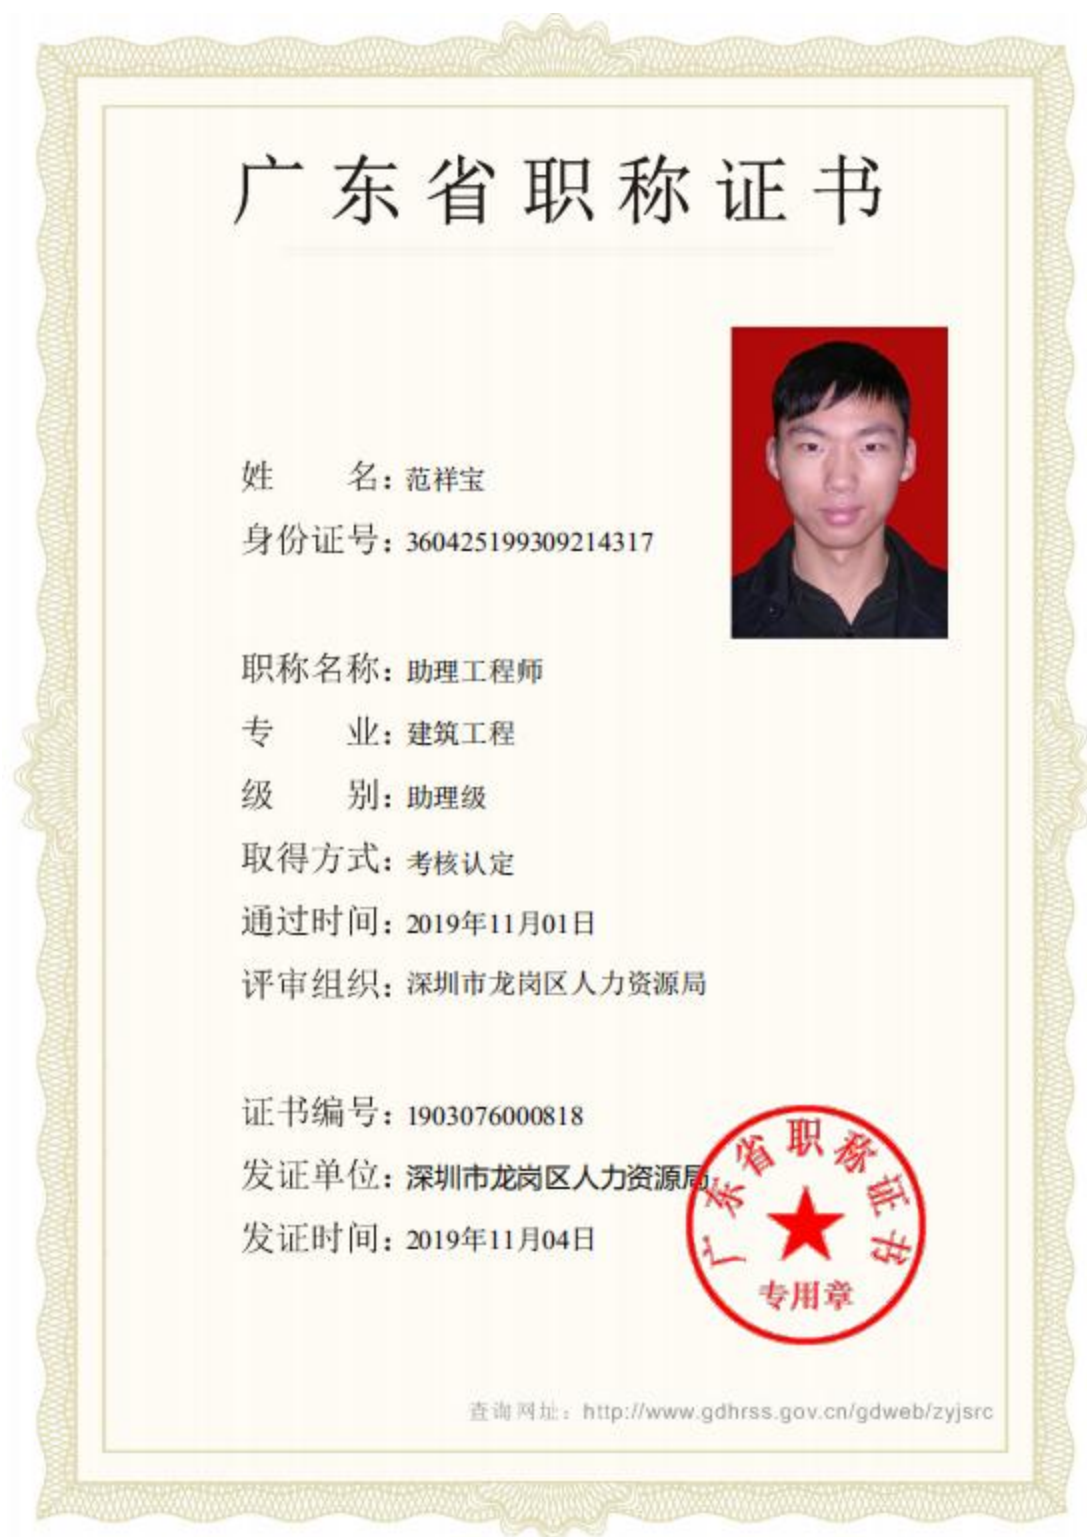 广东省职称证书
姓 名：范祥宝
身份证号：360425199309214317
职称名称：助理工程师
专 业：建筑工程
级 别：助理级
取得方式：考核认定
通过时间：2019年11月01日
评审组织：深圳市龙岗区人力资源局
证书编号：1903076000818
发证单位：深圳市龙岗区人力资源局
发证时间：2019年11月04日
广东省职称证书
专用章
查询网址：http://www.gdhrss.gov.cn/gdweb/zyjsrc